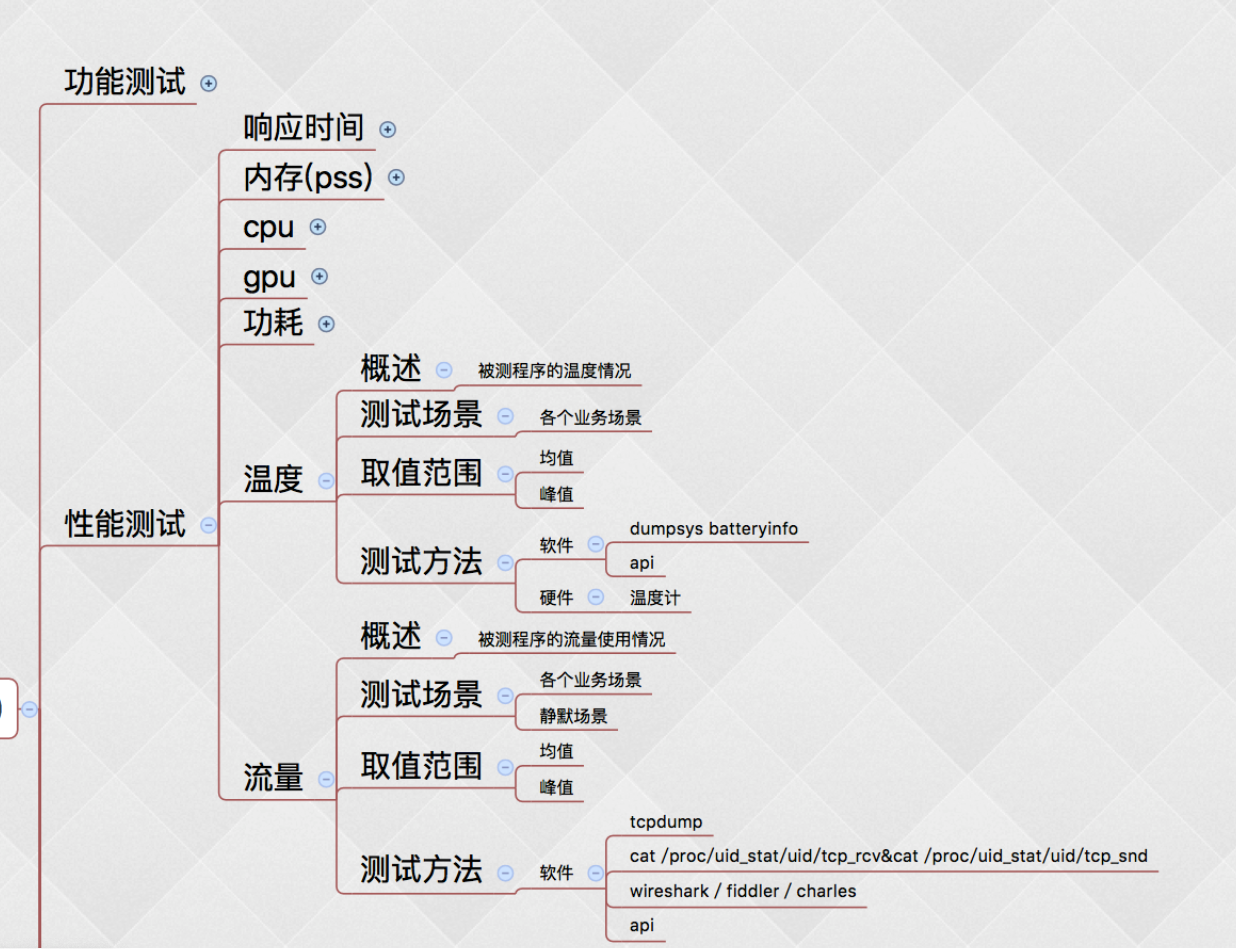 功能测试
响应时间
内存(pss)
cpu
gpu
功耗
概述
被测程序的温度情况
测试场景
各个业务场景
取值范围
均值
峰值
温度
性能测试
测试方法
软件
dumpsys batteryinfo
api
硬件
温度计
概述
被测程序的流量使用情况
测试场景
各个业务场景
静默场景
取值范围
均值
峰值
流量
测试方法
软件
tcpdump
cat /proc/uid_stat/uid/tcp_rcv&cat /proc/uid_stat/uid/tcp_snd
wireshark / fiddler / charles
api